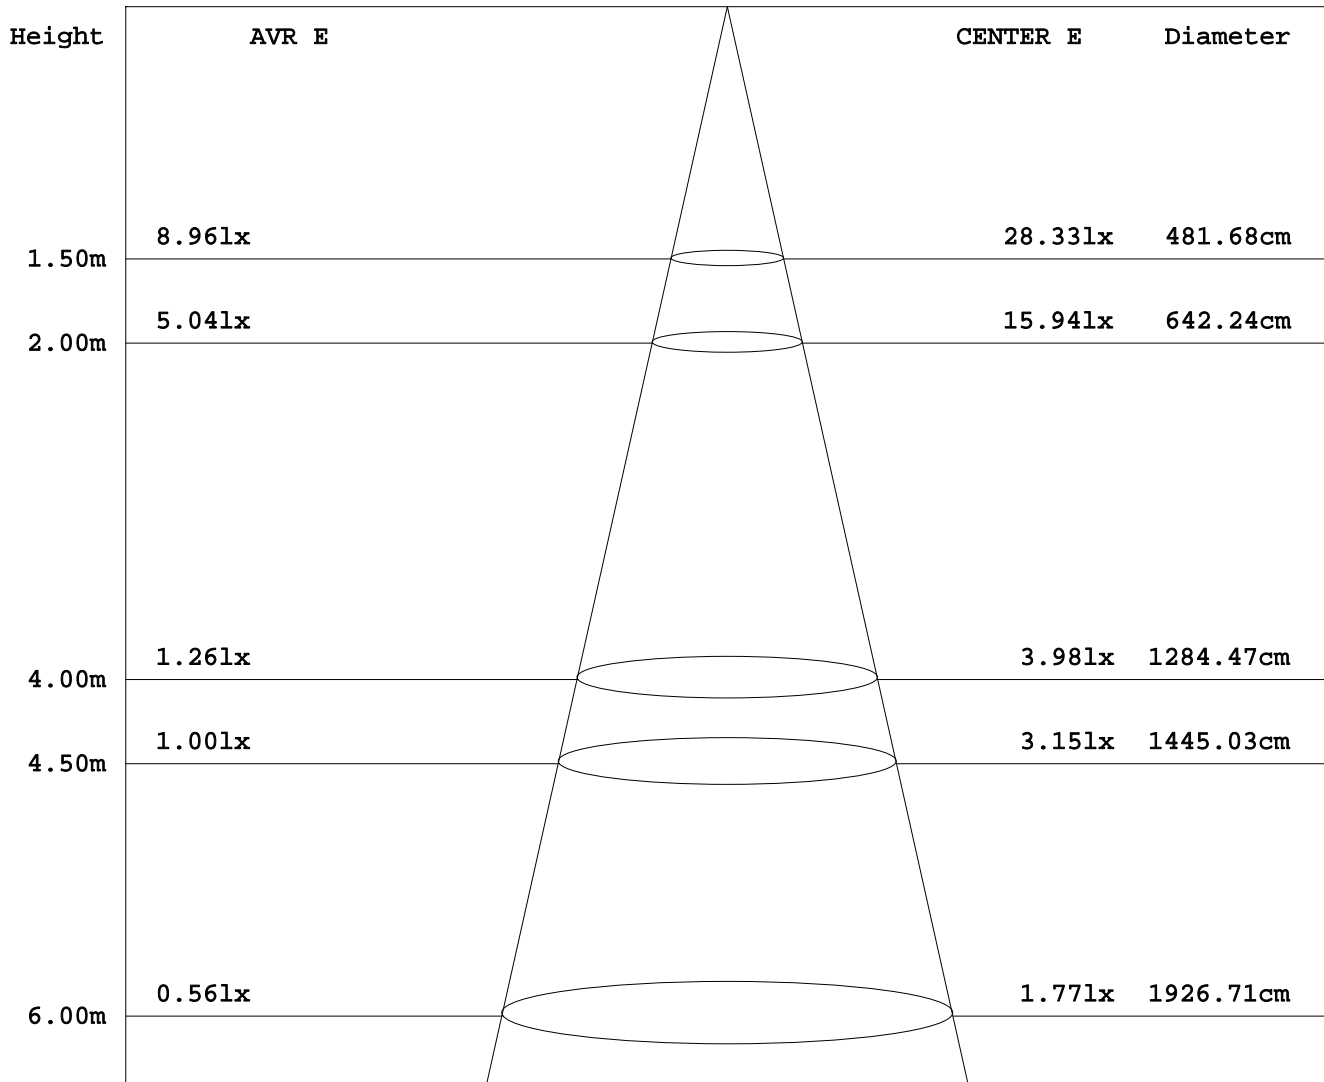 Height AVR E CENTER E Diameter
8.96lx 28.33lx 481.68cm
1.50m
5.04lx 15.94lx 642.24cm
2.00m
1.26lx 3.98lx 1284.47cm
4.00m
1.00lx 3.15lx 1445.03cm
4.50m
0.56lx 1.77lx 1926.71cm
6.00m